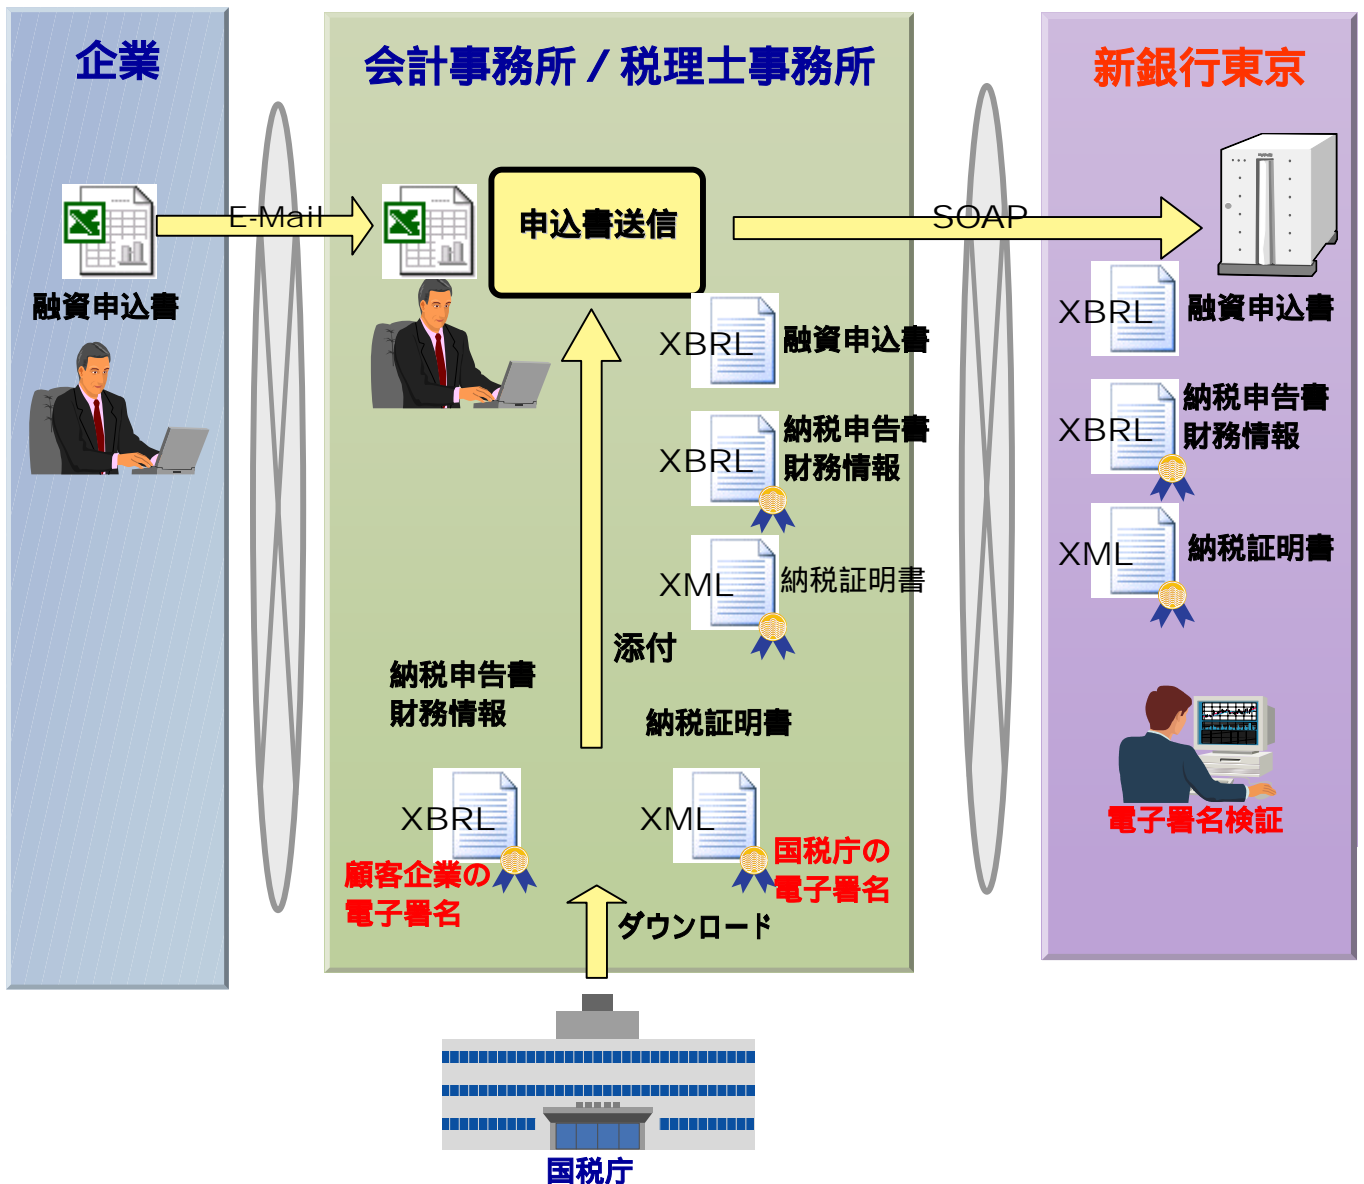 企業
会計事務所／税理士事務所
新銀行東京
E-Mail
申込書送信
SOAP
融資申込書
XBRL
融資申込書
XBRL
納税申告書
財務情報
XML
納税証明書
XBRL
融資申込書
XBRL
納税申告書
財務情報
XML
納税証明書
添付
納税申告書
財務情報
納税証明書
XBRL
XML
顧客企業の
電子署名
国税庁の
電子署名
ダウンロード
電子署名検証
国税庁